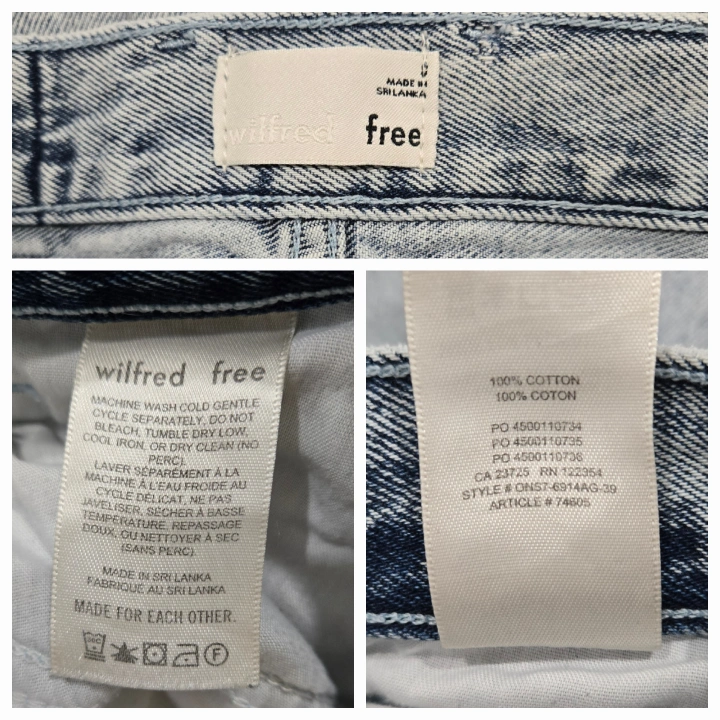 MADE IN
SRI LANKA
wilfred free
wilfred free
MACHINE WASH COLD GENTLE
CYCLE SEPARATELY, DO NOT
BLEACH, TUMBLE DRY LOW,
COOL IRON, OR DRY CLEAN (NO
PERC).
LAVER SÉPARÉMENT À LA
MACHINE À L'EAU FROIDE AU
CYCLE DÉLICAT, NE PAS
JAVELISER, SÉCHER À BASSE
TEMPÉRATURE, REPASSAGE
DOUX, OU NETTOYER À SEC
(SANS PERC).
MADE IN SRI LANKA
FABRIQUÉ AU SRI LANKA
MADE FOR EACH OTHER.
30C
F
100% COTTON
100% COTON
PO 4500110734
PO 4500110735
PO 4500110736
CA 23725 RN 122354
STYLE # ONS7-6914AG-39
ARTICLE # 74605